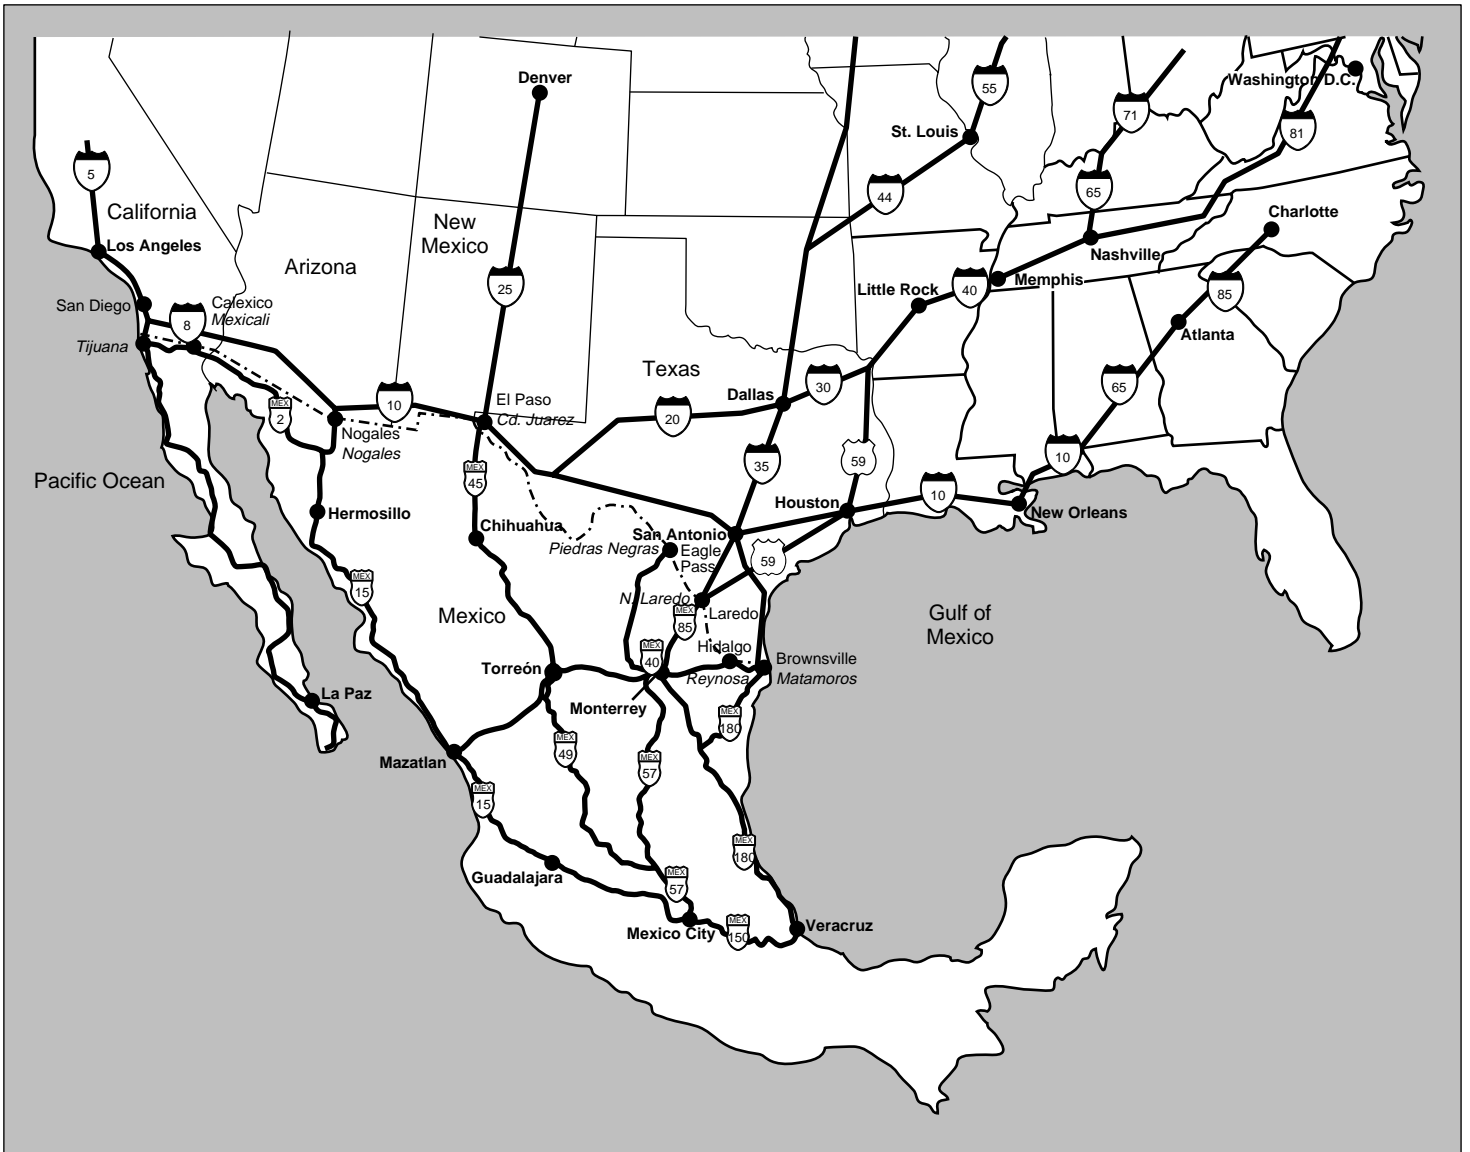 Denver
Washington D.C.
55
71
St. Louis
81
5
44
65
California
New
Mexico
Charlotte
Los Angeles
Nashville
Arizona
25
Little Rock
40
Memphis
85
San Diego
8
Calexico
Mexicali
Tijuana
Atlanta
Texas
Dallas
30
65
10
El Paso
Cd. Juarez
20
MEX
2
Nogales
Nogales
35
59
10
Pacific Ocean
MEX
45
Houston
10
New Orleans
Hermosillo
Chihuahua
San Antonio
Piedras Negras
Eagle
Pass
59
MEX
15
N. Laredo
Laredo
MEX
85
Mexico
Gulf of
Mexico
Hidalgo
MEX
40
Brownsville
Matamoros
Torreón
Reynosa
La Paz
Monterrey
MEX
180
Mazatlan
MEX
49
MEX
57
MEX
15
MEX
180
Guadalajara
MEX
57
Mexico City
MEX
150
Veracruz